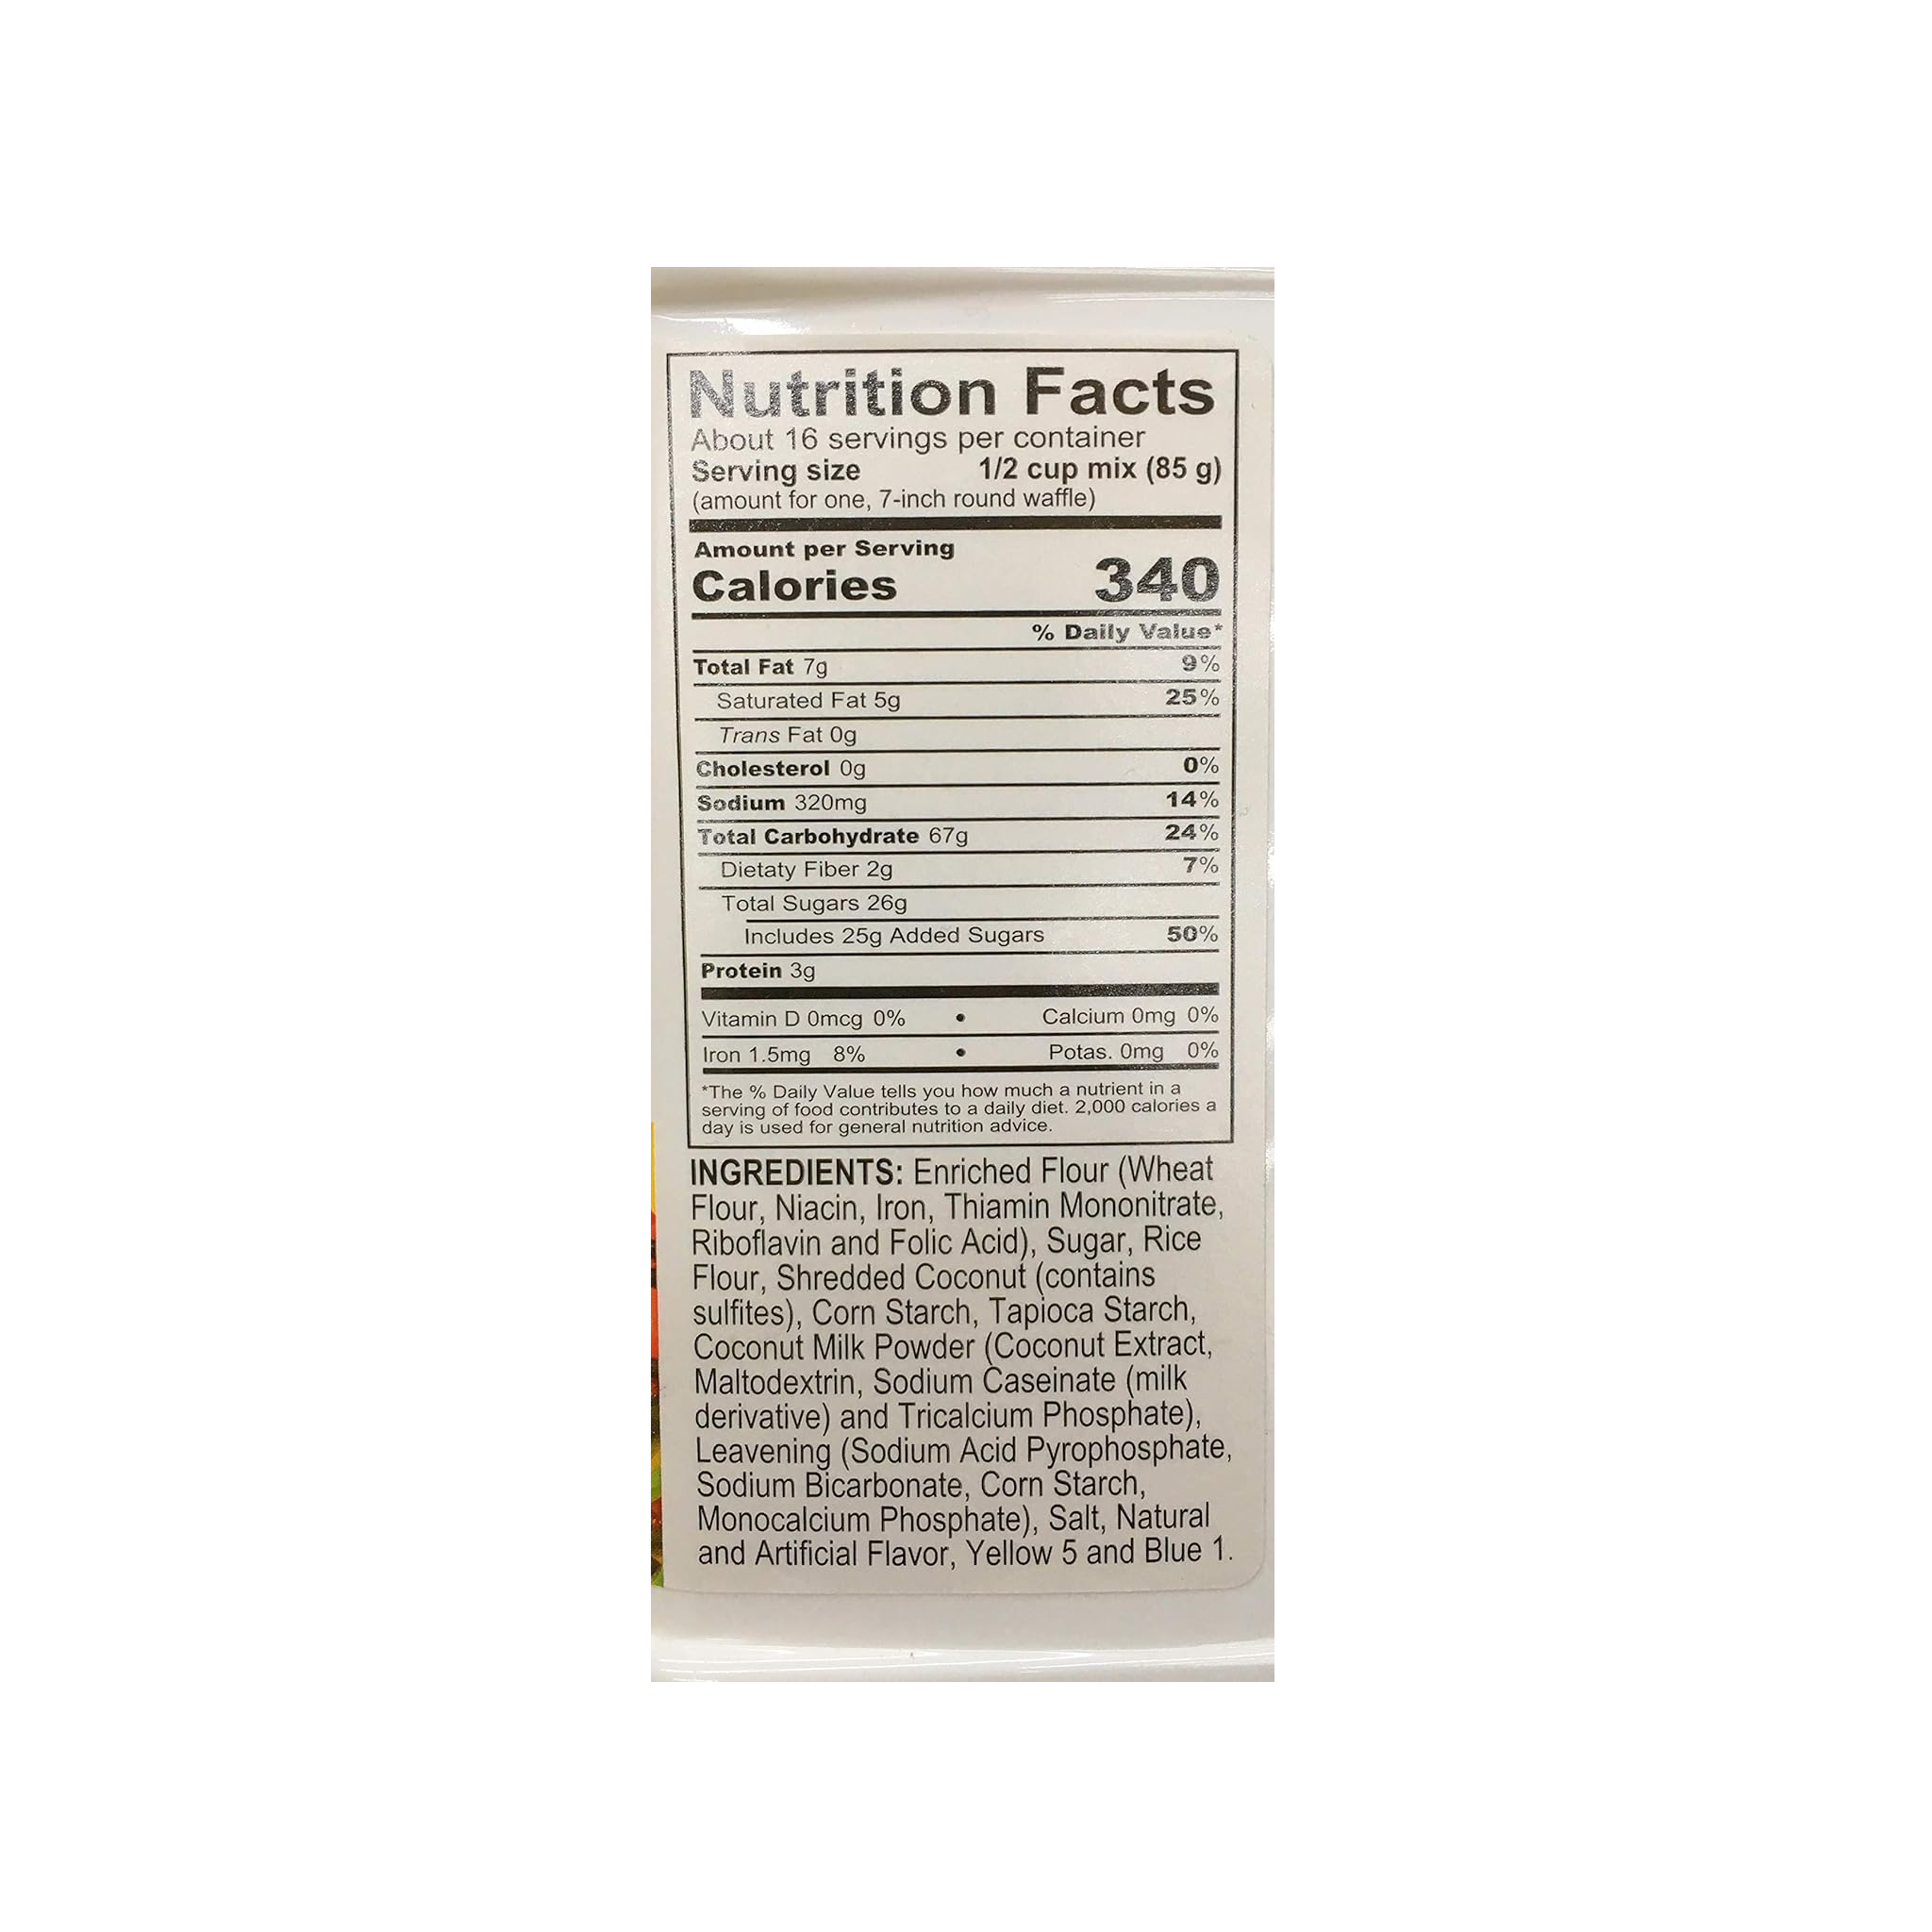 Nutrition Facts
About 16 servings per container
Serving size 1/2 cup mix (85 g)
(amount for one, 7-inch round waffle)
Amount per Serving
Calories 340
% Daily Value*
Total Fat 7g 9%
Saturated Fat 5g 25%
Trans Fat 0g
Cholesterol 0g 0%
Sodium 320mg 14%
Total Carbohydrate 67g 24%
Dietaty Fiber 2g 7%
Total Sugars 26g
Includes 25g Added Sugars 50%
Protein 3g
Vitamin D 0mcg 0% • Calcium 0mg 0%
Iron 1.5mg 8% • Potas. 0mg 0%
*The % Daily Value tells you how much a nutrient in a
serving of food contributes to a daily diet. 2,000 calories a
day is used for general nutrition advice.
INGREDIENTS: Enriched Flour (Wheat
Flour, Niacin, Iron, Thiamin Mononitrate,
Riboflavin and Folic Acid), Sugar, Rice
Flour, Shredded Coconut (contains
sulfites), Corn Starch, Tapioca Starch,
Coconut Milk Powder (Coconut Extract,
Maltodextrin, Sodium Caseinate (milk
derivative) and Tricalcium Phosphate),
Leavening (Sodium Acid Pyrophosphate,
Sodium Bicarbonate, Corn Starch,
Monocalcium Phosphate), Salt, Natural
and Artificial Flavor, Yellow 5 and Blue 1.